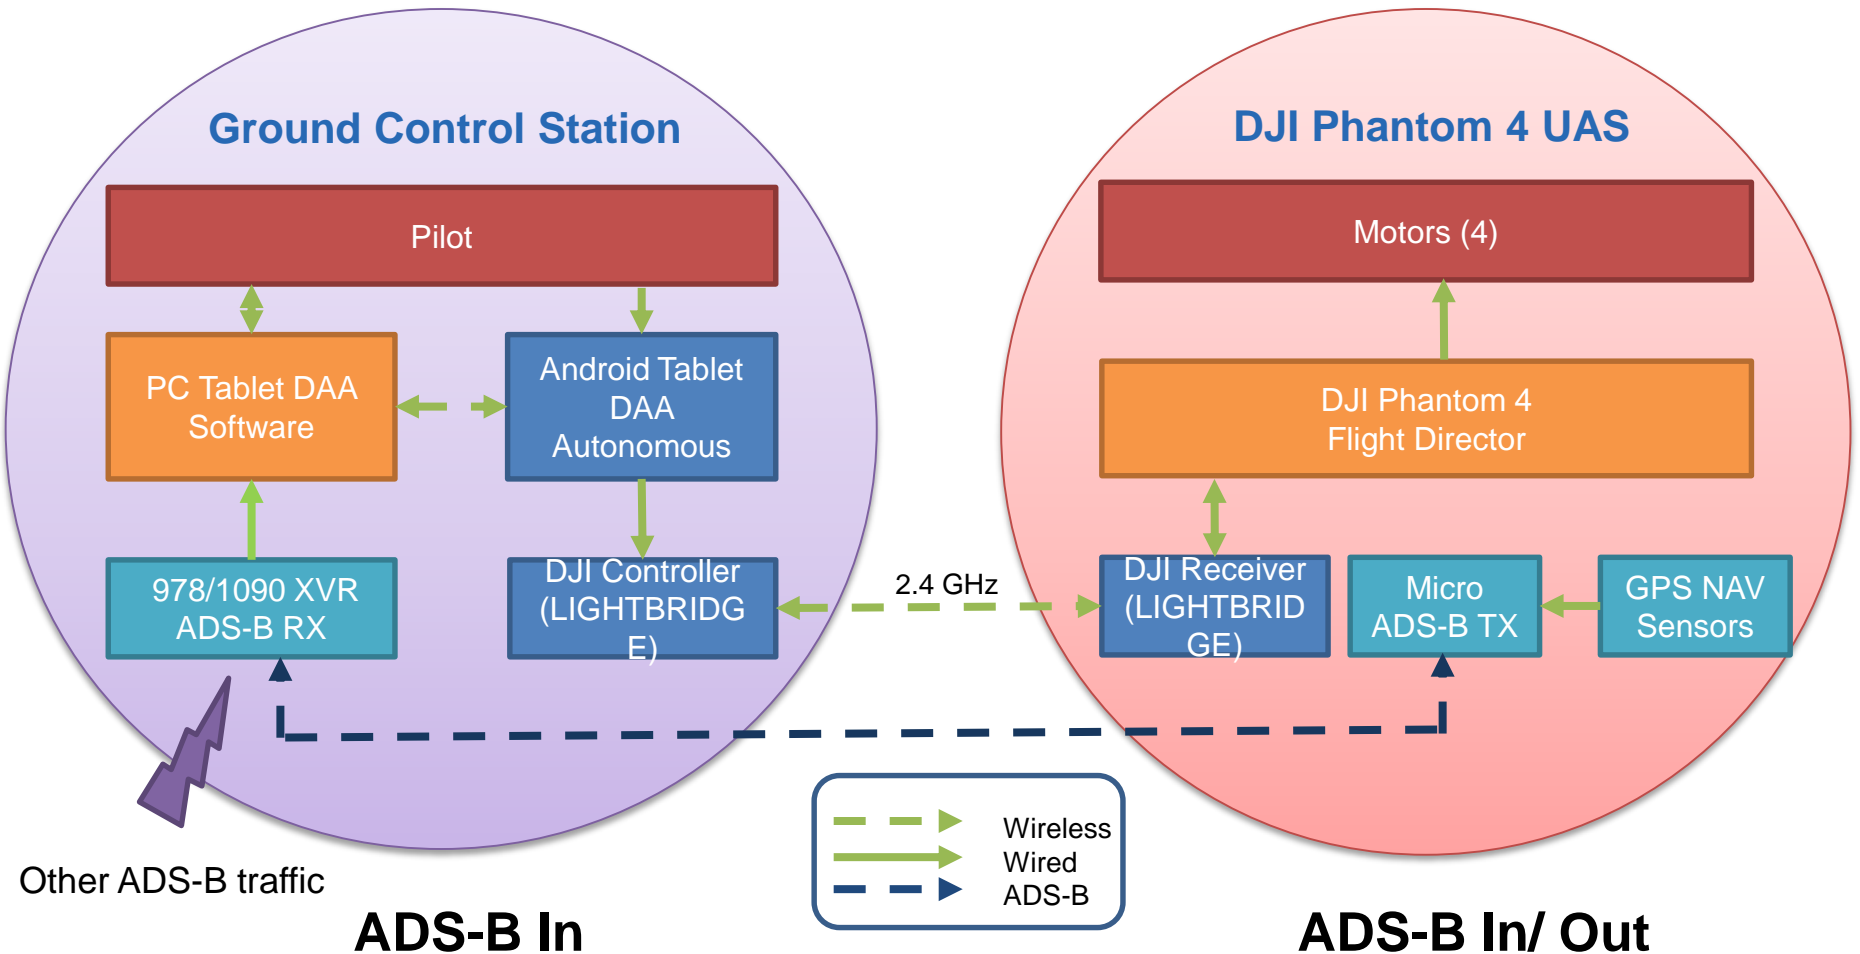 Ground Control Station
Pilot
PC Tablet DAA
Software
Android Tablet
DAA
Autonomous
978/1090 XVR
ADS-B RX
DJI Controller
(LIGHTBRIDG
E)
Other ADS-B traffic
ADS-B In
2.4 GHz
DJI Phantom 4 UAS
Motors (4)
DJI Phantom 4
Flight Director
DJI Receiver
(LIGHTBRID
GE)
Micro
ADS-B TX
GPS NAV
Sensors
Wireless
Wired
ADS-B
ADS-B In/ Out